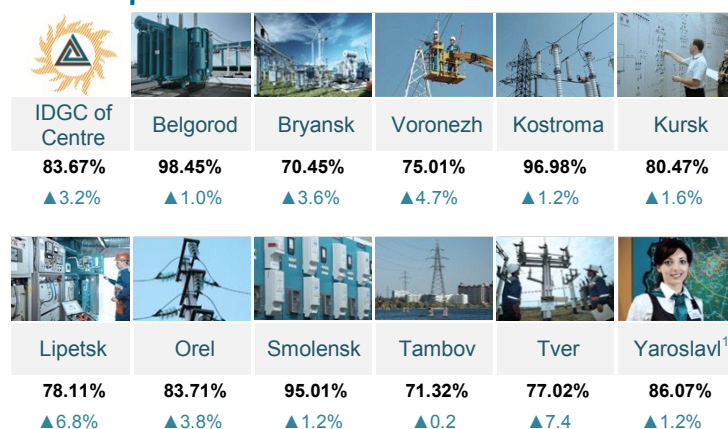 IDGC of
Centre
Belgorod
Bryansk
Voronezh
Kostroma
Kursk
83.67%
98.45%
70.45%
75.01%
96.98%
80.47%
▲3.2%
▲1.0%
▲3.6%
▲4.7%
▲1.2%
▲1.6%
Lipetsk
Orel
Smolensk
Tambov
Tver
Yaroslavl¹
78.11%
83.71%
95.01%
71.32%
77.02%
86.07%
▲6.8%
▲3.8%
▲1.2%
▲0.2
▲7.4
▲1.2%